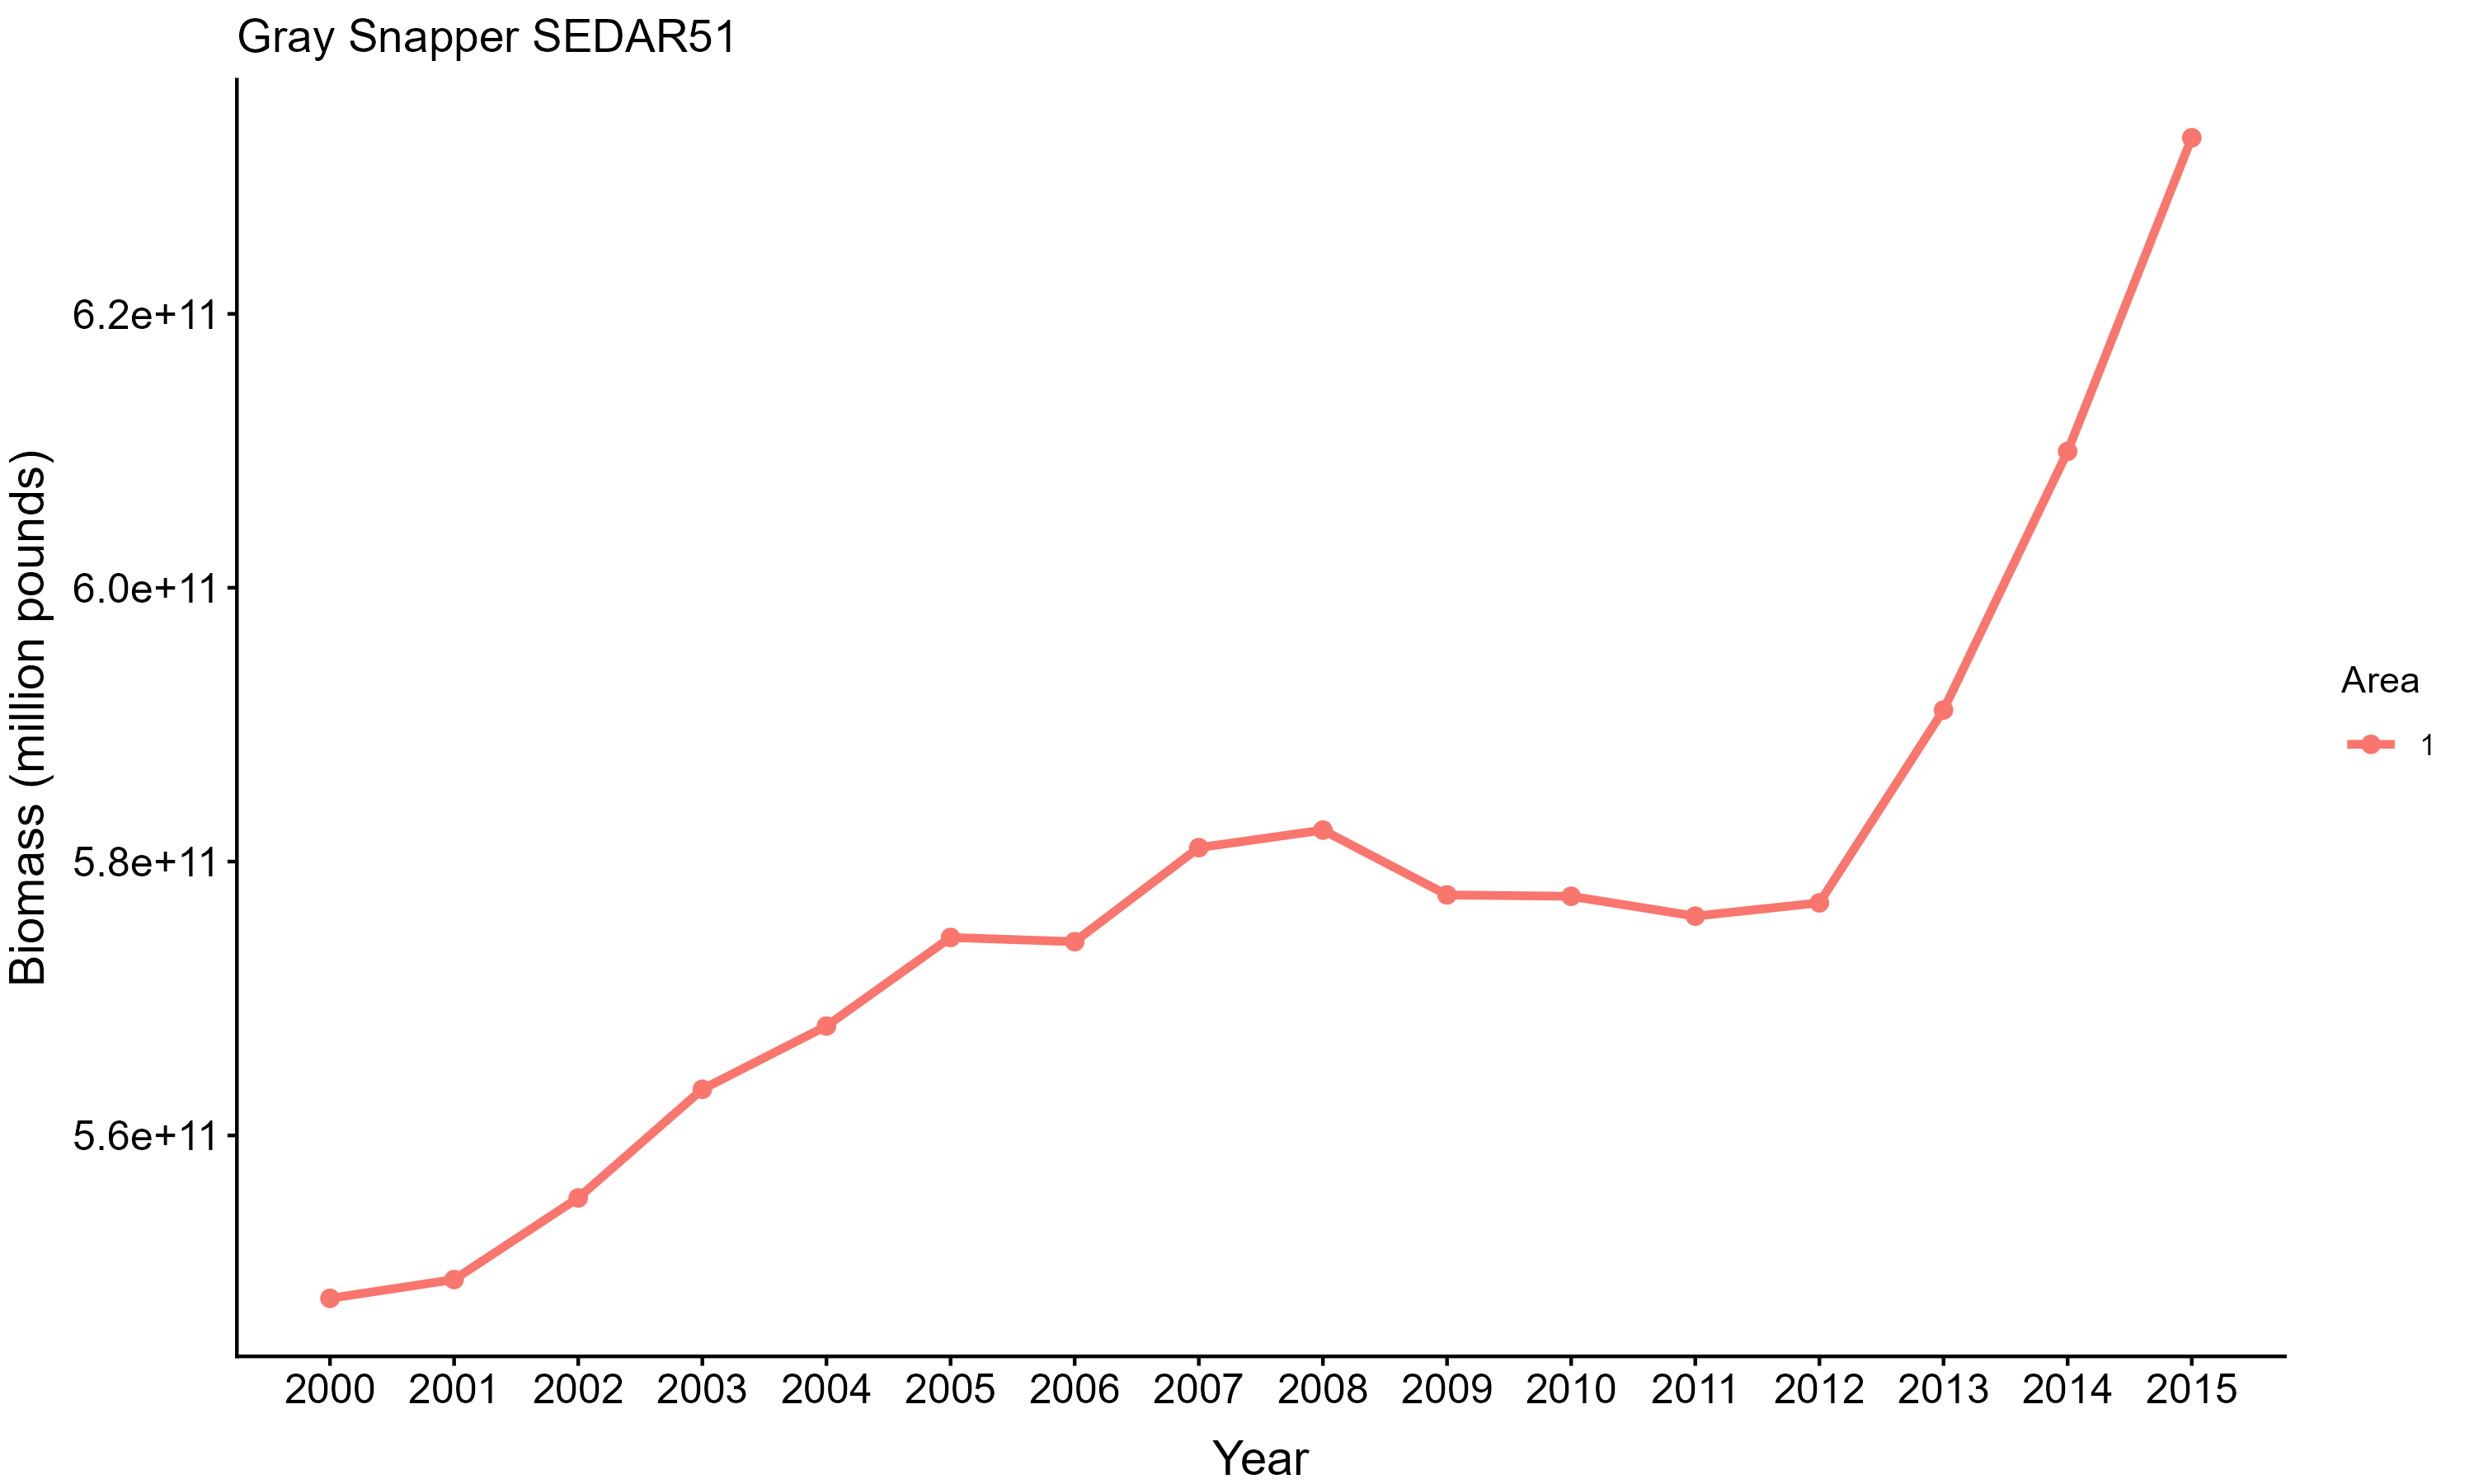 Gray Snapper SEDAR51
Biomass (million pounds)
6.2e+11
6.0e+11
5.8e+11
5.6e+11
2000 2001 2002 2003 2004 2005 2006 2007 2008 2009 2010 2011 2012 2013 2014 2015
Year
Area
1